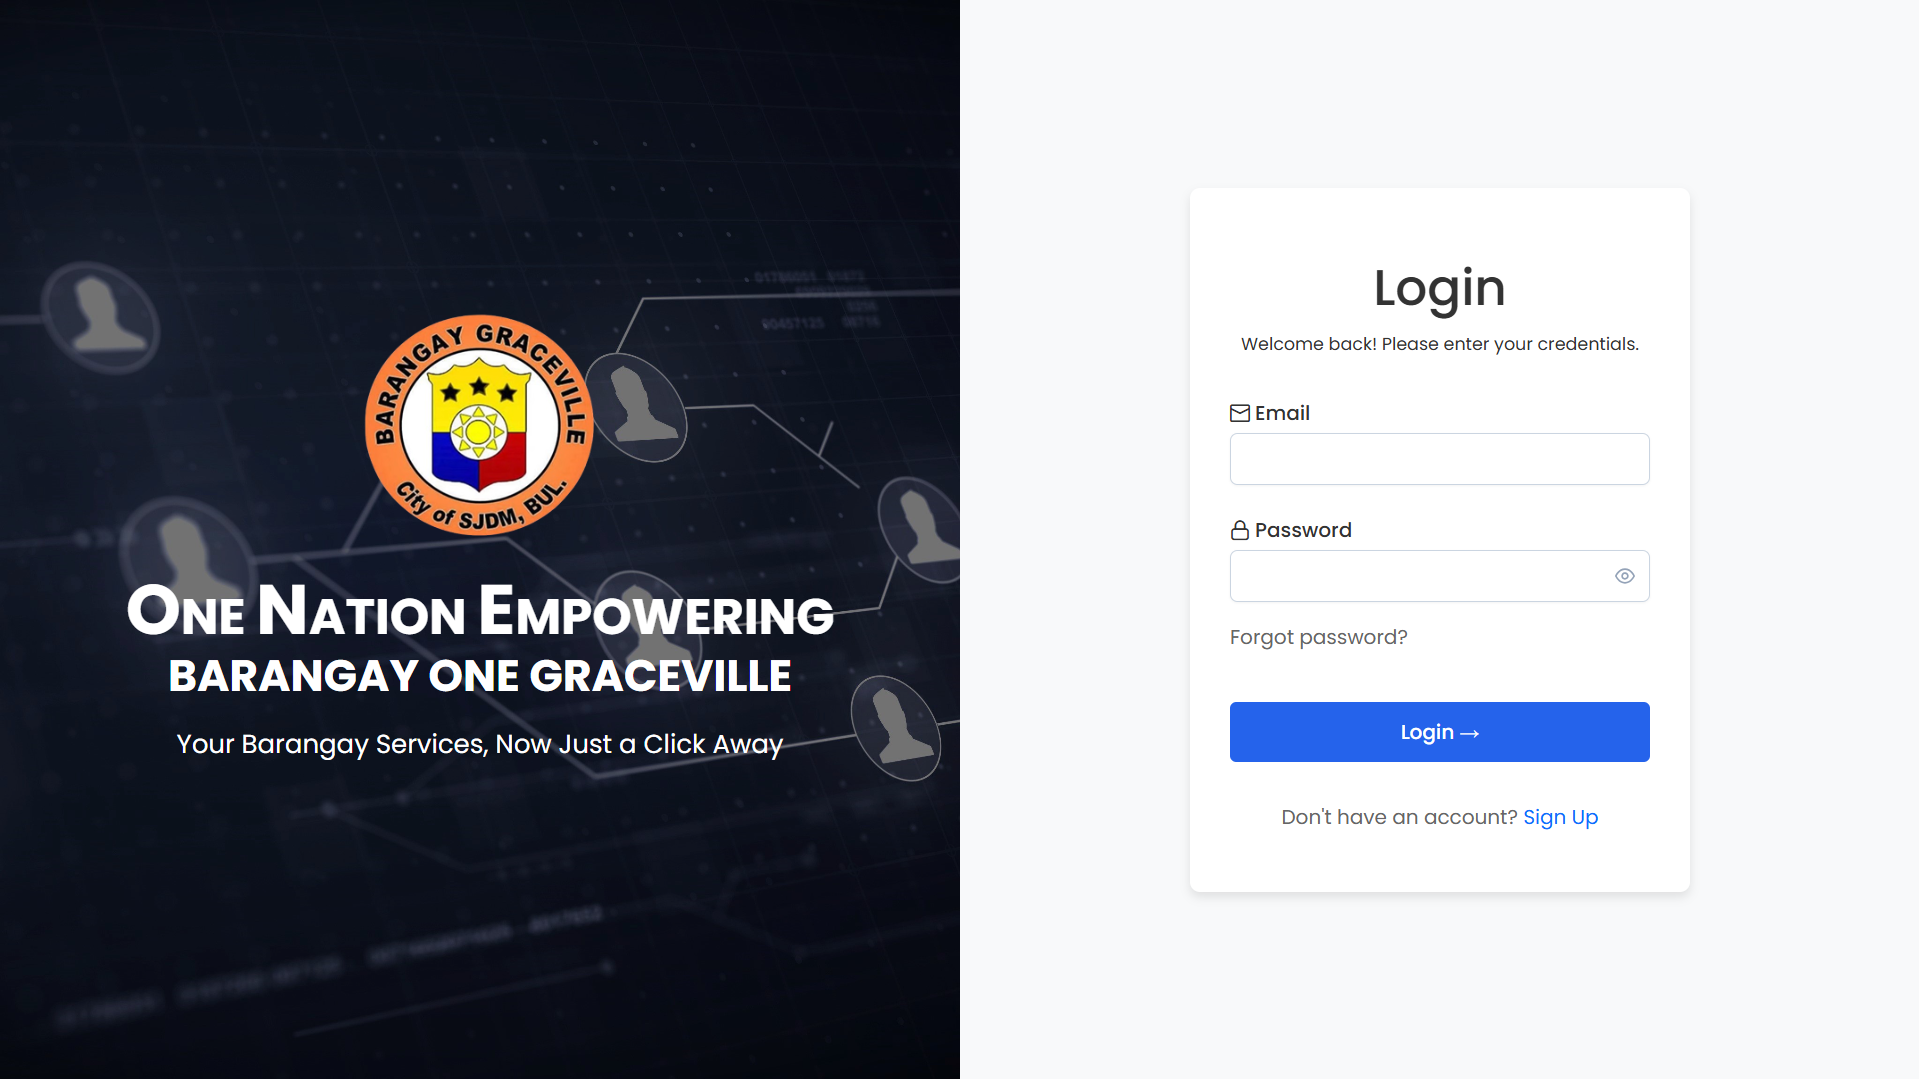 BARANGAY GRACEVILLE
City of SJDM, BUL.
ONE NATION EMPOWERING
BARANGAY ONE GRACEVILLE
Your Barangay Services, Now Just a Click Away
Login
Welcome back! Please enter your credentials.
Email
Password
Forgot password?
Login →
Don't have an account? Sign Up